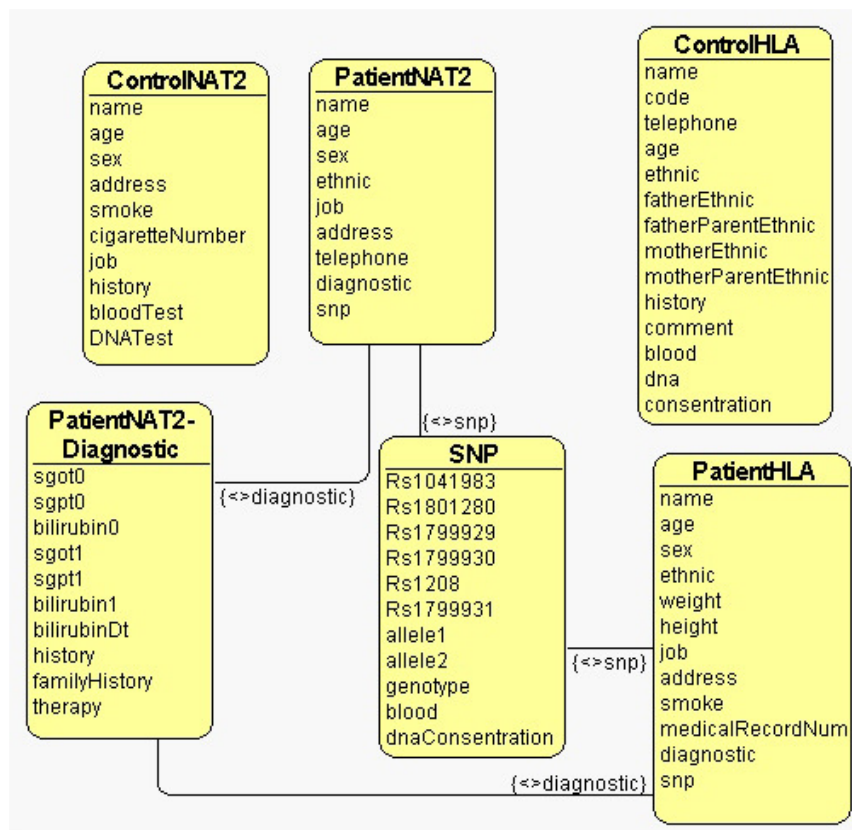 ControlNAT2
name
age
sex
address
smoke
cigaretteNumber
job
history
bloodTest
DNATest
PatientNAT2
name
age
sex
ethnic
job
address
telephone
diagnostic
snp
ControlHLA
name
code
telephone
age
ethnic
fatherEthnic
fatherParentEthnic
motherEthnic
motherParentEthnic
history
comment
blood
dna
consentration
PatientNAT2-
Diagnostic
sgot0
sgpt0
bilirubin0
sgot1
sgpt1
bilirubin1
bilirubinDt
history
familyHistory
therapy
{<>diagnostic}
{<>snp}
SNP
Rs1041983
Rs1801280
Rs1799929
Rs1799930
Rs1208
Rs1799931
allele1
allele2
genotype
blood
dnaConsentration
{<>snp}
PatientHLA
name
age
sex
ethnic
weight
height
job
address
smoke
medicalRecordNum
diagnostic
snp
{<>diagnostic}